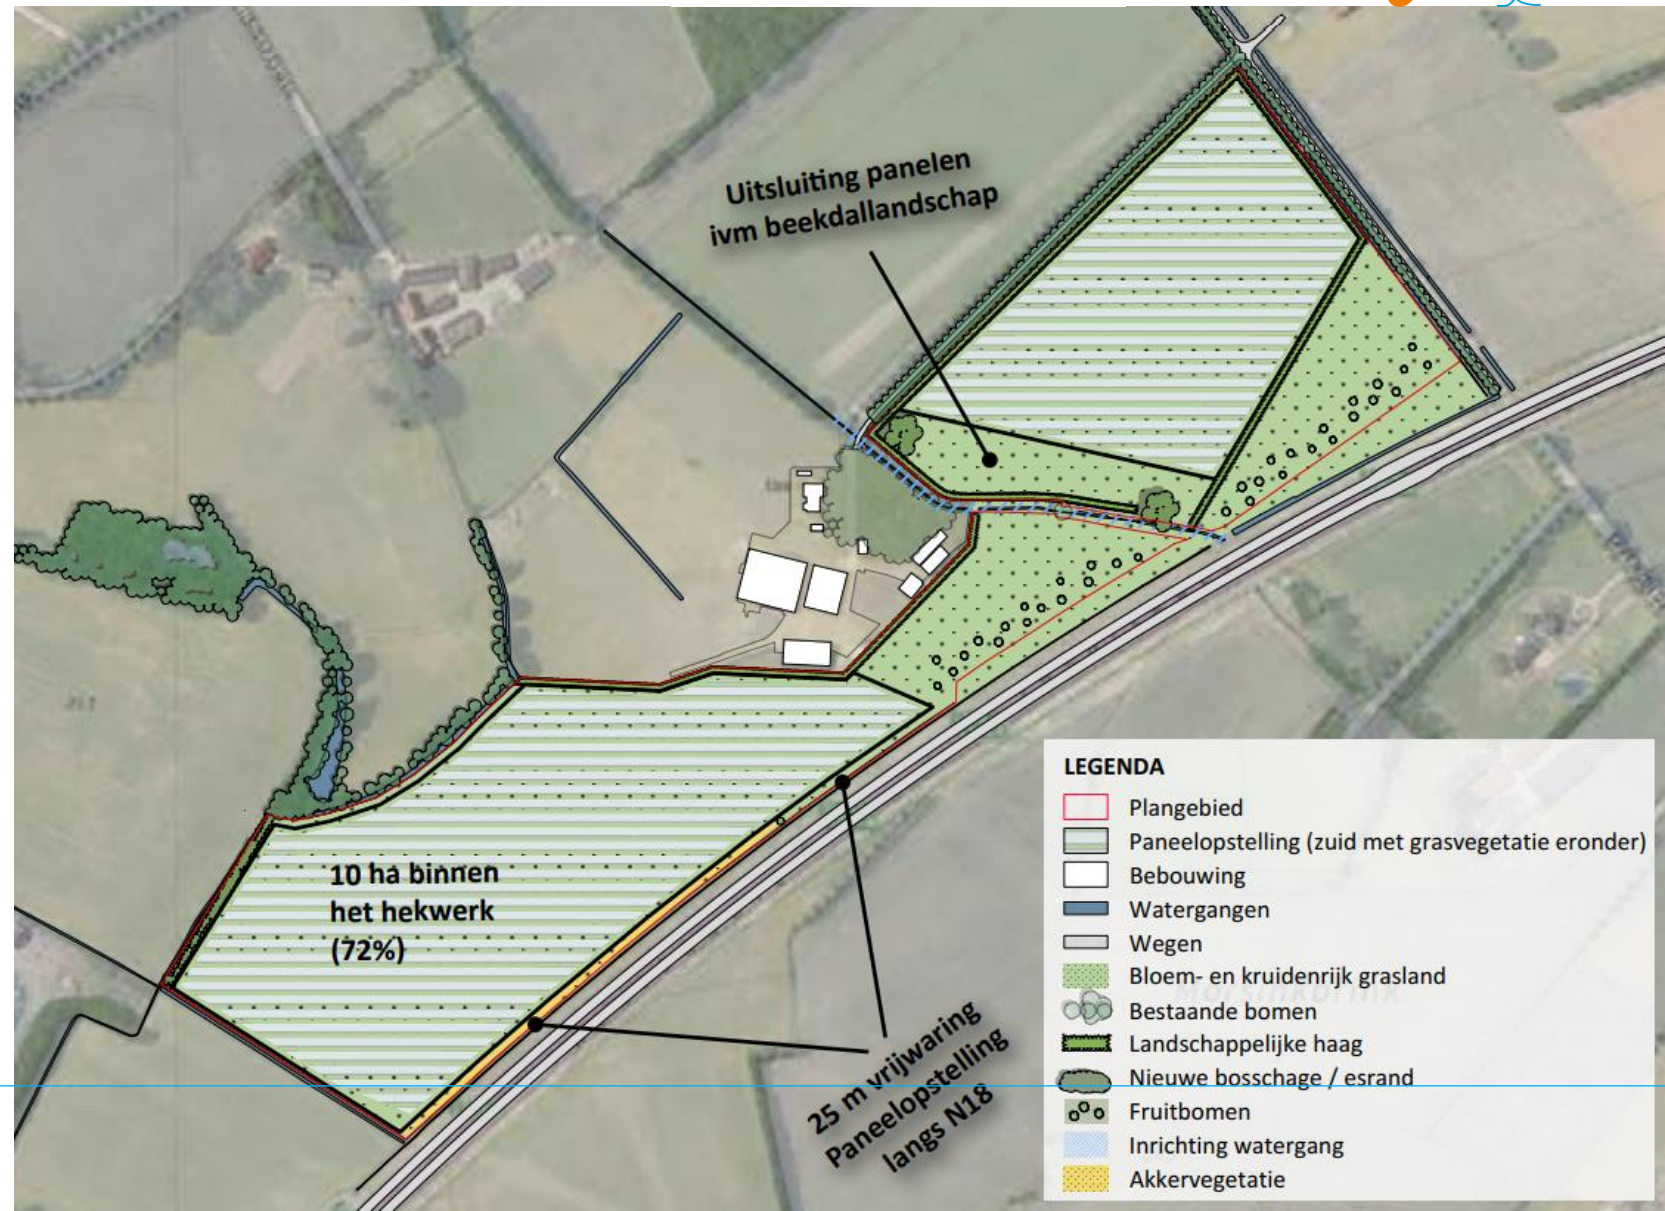 Uitsluiting panelen
ivm beekdallandschap
10 ha binnen
het hekwerk
(72%)
25 m vrijwaring
Paneelopstelling
langs N18
LEGENDA
Plangebied
Paneelopstelling (zuid met grasvegetatie eronder)
Bebouwing
Watergangen
Wegen
Bloem- en kruidenrijk grasland
Bestaande bomen
Landschappelijke haag
Nieuwe bosschage / esrand
Fruitbomen
Inrichting watergang
Akkervegetatie